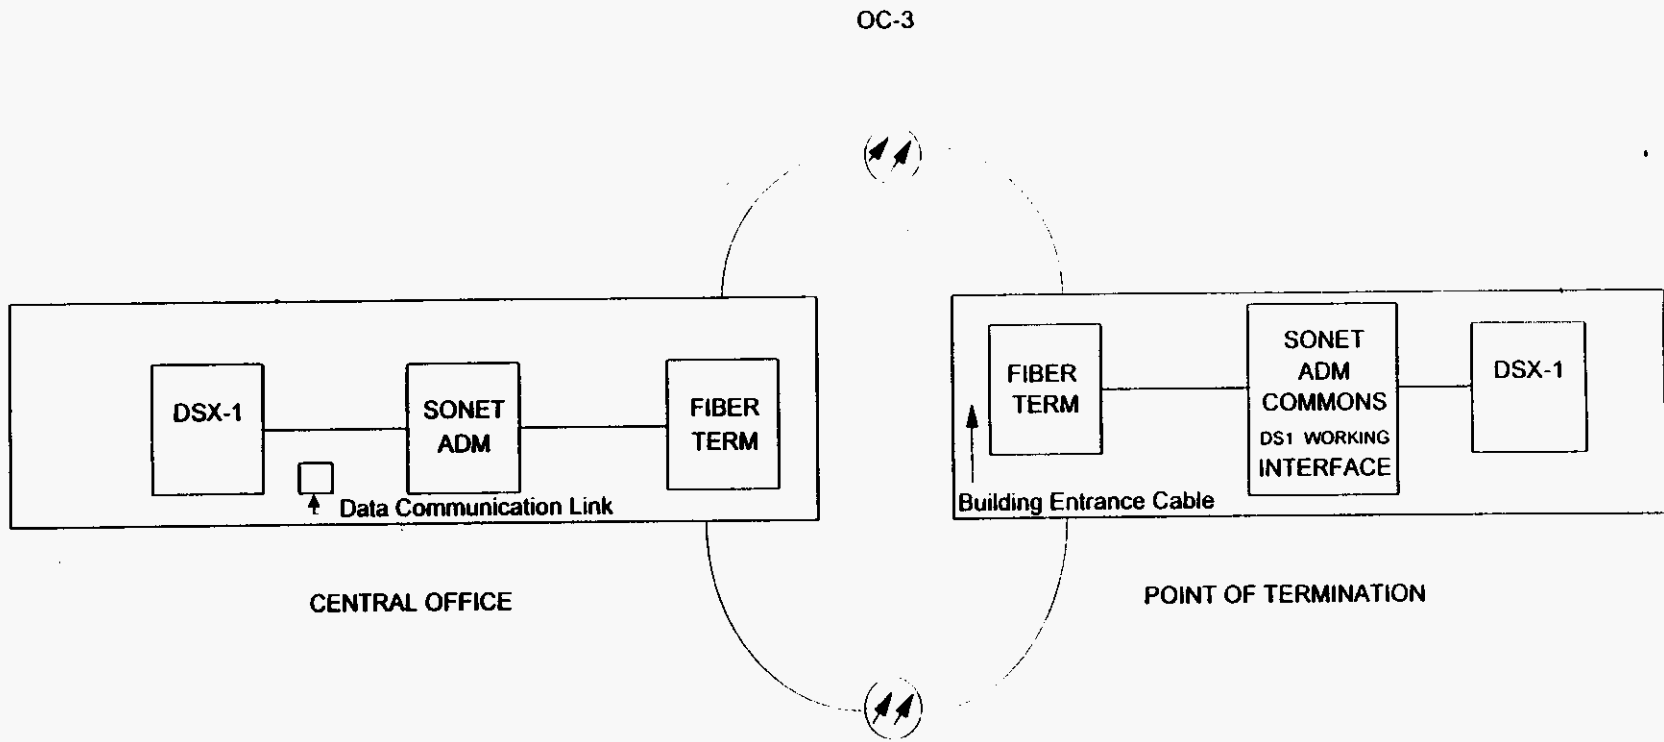 OC-3
DSX-1
SONET
ADM
FIBER
TERM
Data Communication Link
CENTRAL OFFICE
FIBER
TERM
SONET
ADM
COMMONS
DS1 WORKING
INTERFACE
DSX-1
Building Entrance Cable
POINT OF TERMINATION